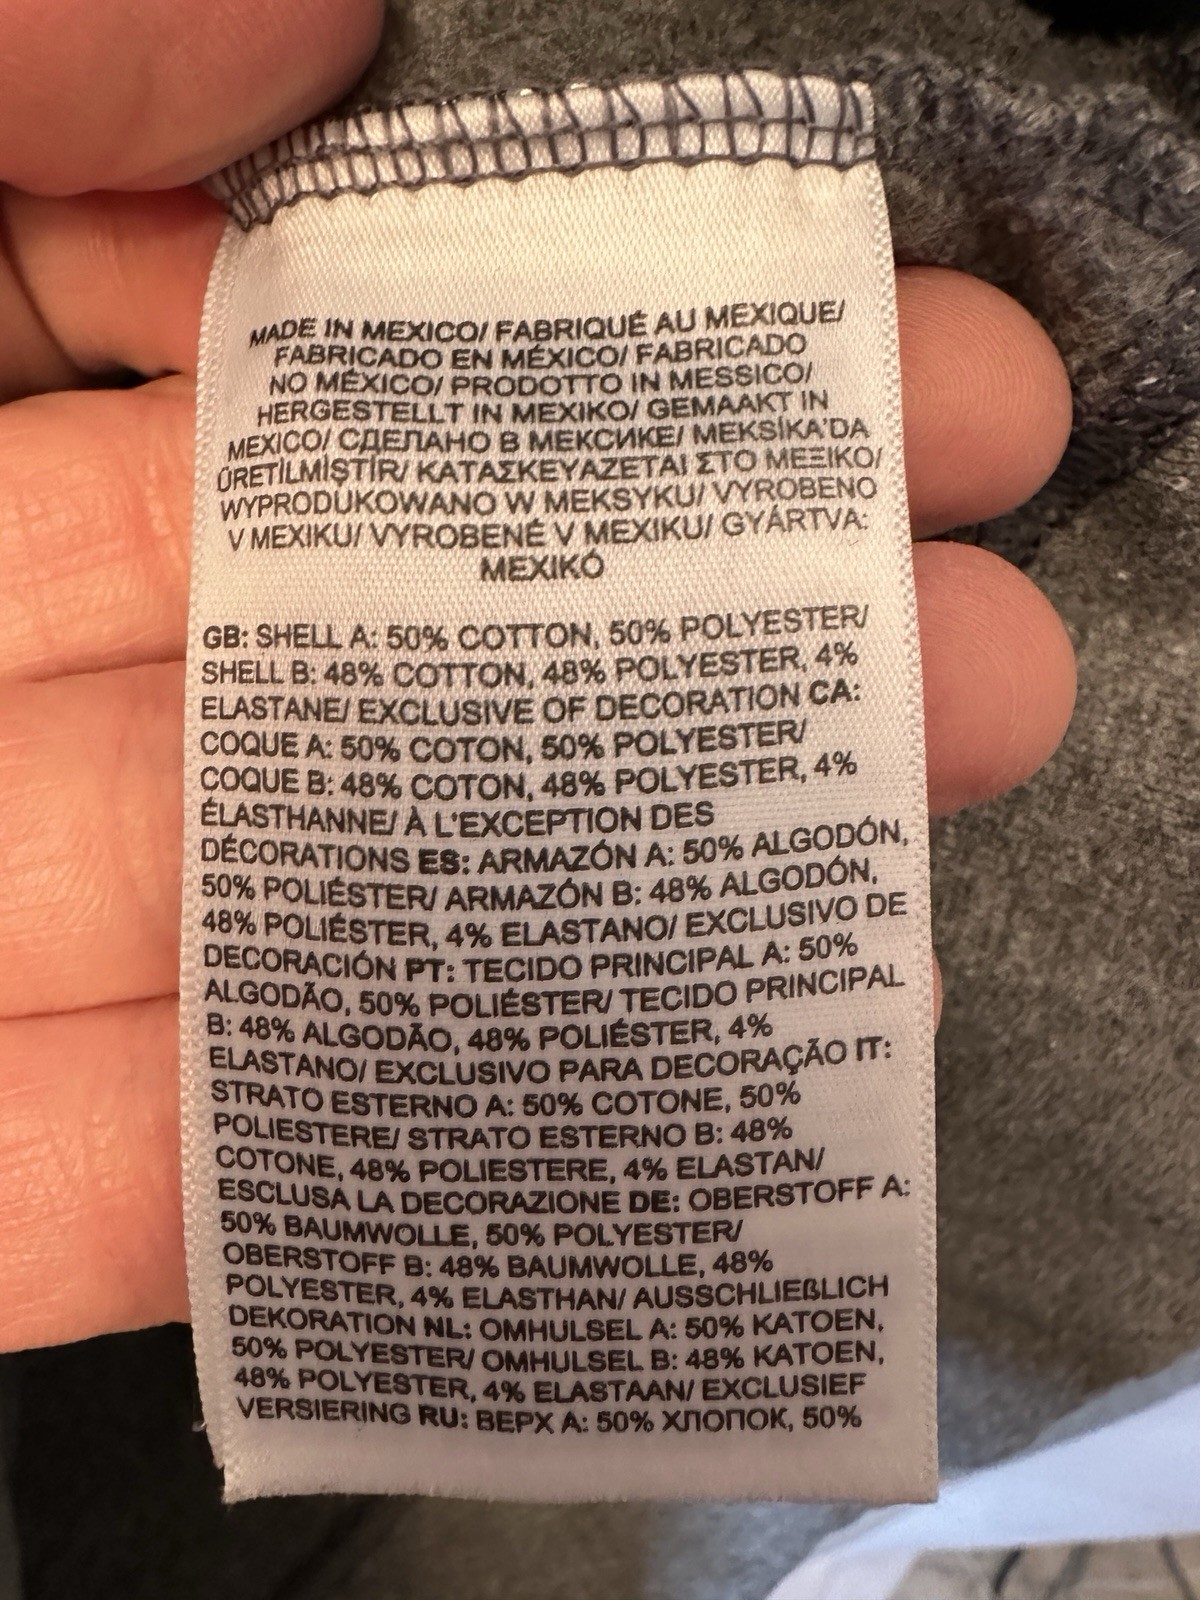 MADE IN MEXICO/ FABRIQUÉ AU MEXIQUE/
FABRICADO EN MÉXICO/ FABRICADO
NO MÉXICO/ PRODOTTO IN MESSICO/
HERGESTELLT IN MEXIKO/ GEMAAKT IN
MEXICO/ СДЕЛАНО В МЕКСИКЕ/ MEKSİKA'DA
ÜRETİLMİŞTİR/ ΚΑΤΑΣΚΕΥΑΖΕΤΑΙ ΣΤΟ ΜΕΞΙΚΟ/
WYPRODUKOWANO W MEKSYKU/ VYROBENO
V MEXIKU/ VYROBENÉ V MEXIKU/ GYÁRTVA:
MEXIKÓ
GB: SHELL A: 50% COTTON, 50% POLYESTER/
SHELL B: 48% COTTON, 48% POLYESTER, 4%
ELASTANE/ EXCLUSIVE OF DECORATION CA:
COQUE A: 50% COTON, 50% POLYESTER/
COQUE B: 48% COTON, 48% POLYESTER, 4%
ÉLASTHANNE/ À L'EXCEPTION DES
DÉCORATIONS ES: ARMAZÓN A: 50% ALGODÓN,
50% POLIÉSTER/ ARMAZÓN B: 48% ALGODÓN,
48% POLIÉSTER, 4% ELASTANO/ EXCLUSIVO DE
DECORACIÓN PT: TECIDO PRINCIPAL A: 50%
ALGODÃO, 50% POLIÉSTER/ TECIDO PRINCIPAL
B: 48% ALGODÃO, 48% POLIÉSTER, 4%
ELASTANO/ EXCLUSIVO PARA DECORAÇÃO IT:
STRATO ESTERNO A: 50% COTONE, 50%
POLIESTERE/ STRATO ESTERNO B: 48%
COTONE, 48% POLIESTERE, 4% ELASTAN/
ESCLUSA LA DECORAZIONE DE: OBERSTOFF A:
50% BAUMWOLLE, 50% POLYESTER/
OBERSTOFF B: 48% BAUMWOLLE, 48%
POLYESTER, 4% ELASTHAN/ AUSSCHLIEßLICH
DEKORATION NL: OMHULSEL A: 50% KATOEN,
50% POLYESTER/ OMHULSEL B: 48% KATOEN,
48% POLYESTER, 4% ELASTAAN/ EXCLUSIEF
VERSIERING RU: ВЕРХ А: 50% ХЛОПОК, 50%